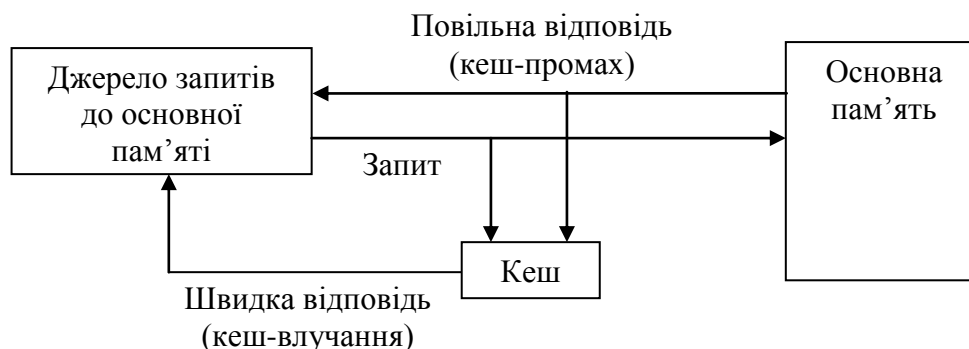 Повільна відповідь
(кеш-промах)
Джерело запитів
до основної
пам’яті
Основна
пам’ять
Запит
Кеш
Швидка відповідь
(кеш-влучання)